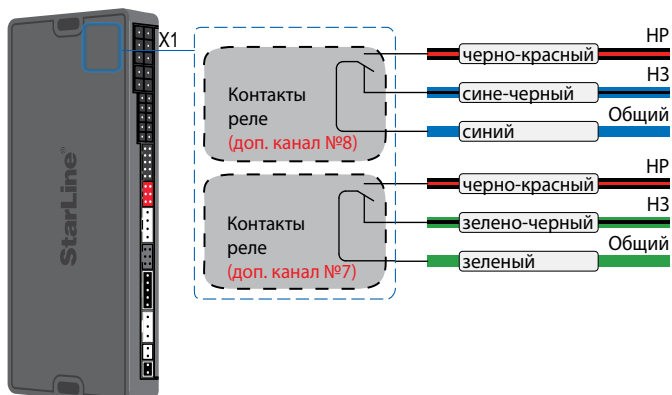 X1
StarLine®
Контакты
реле
(доп. канал №8)
черно-красный
НР
сине-черный
НЗ
синий
Общий
Контакты
реле
(доп. канал №7)
черно-красный
НР
зелено-черный
НЗ
зеленый
Общий